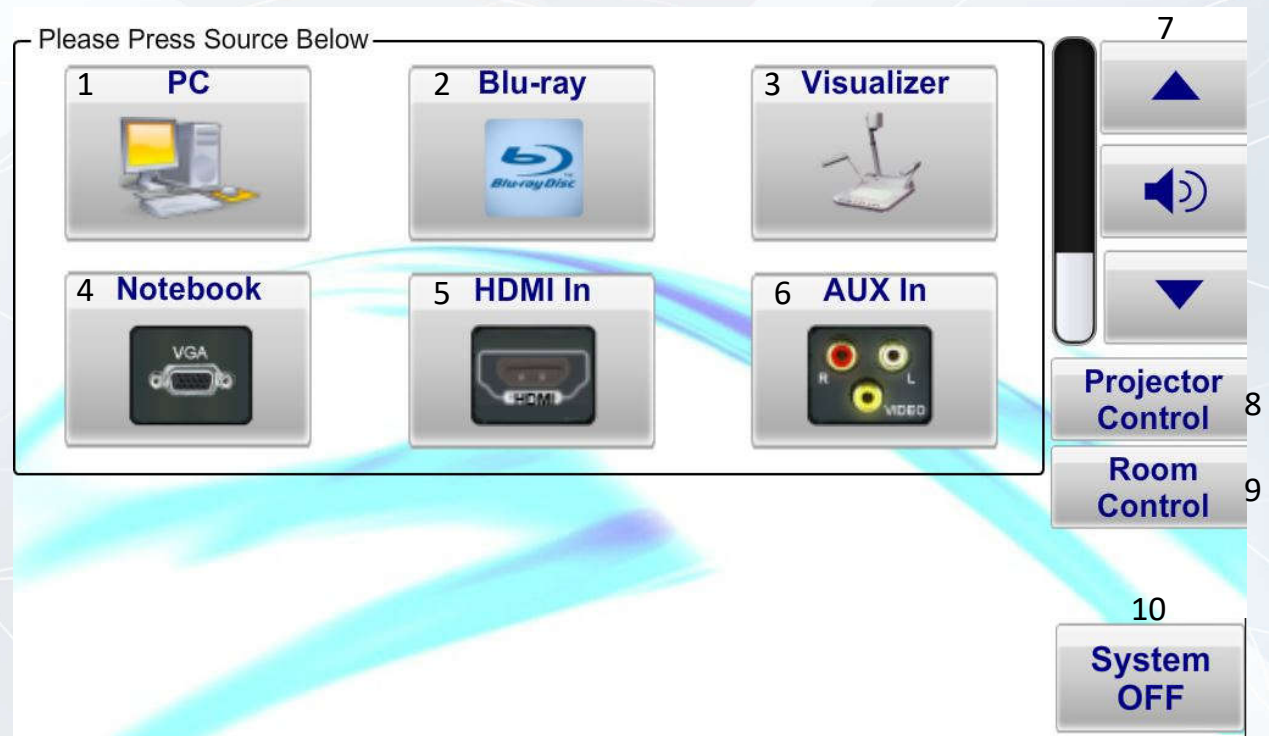 Please Press Source Below
7
1 PC
2 Blu-ray
3 Visualizer
Blu-ray Disc
TM
4 Notebook
5 HDMI In
6 AUX In
VGA
HDMI
R
L
VIDEO
Projector
Control
8
Room
Control
9
10
System
OFF